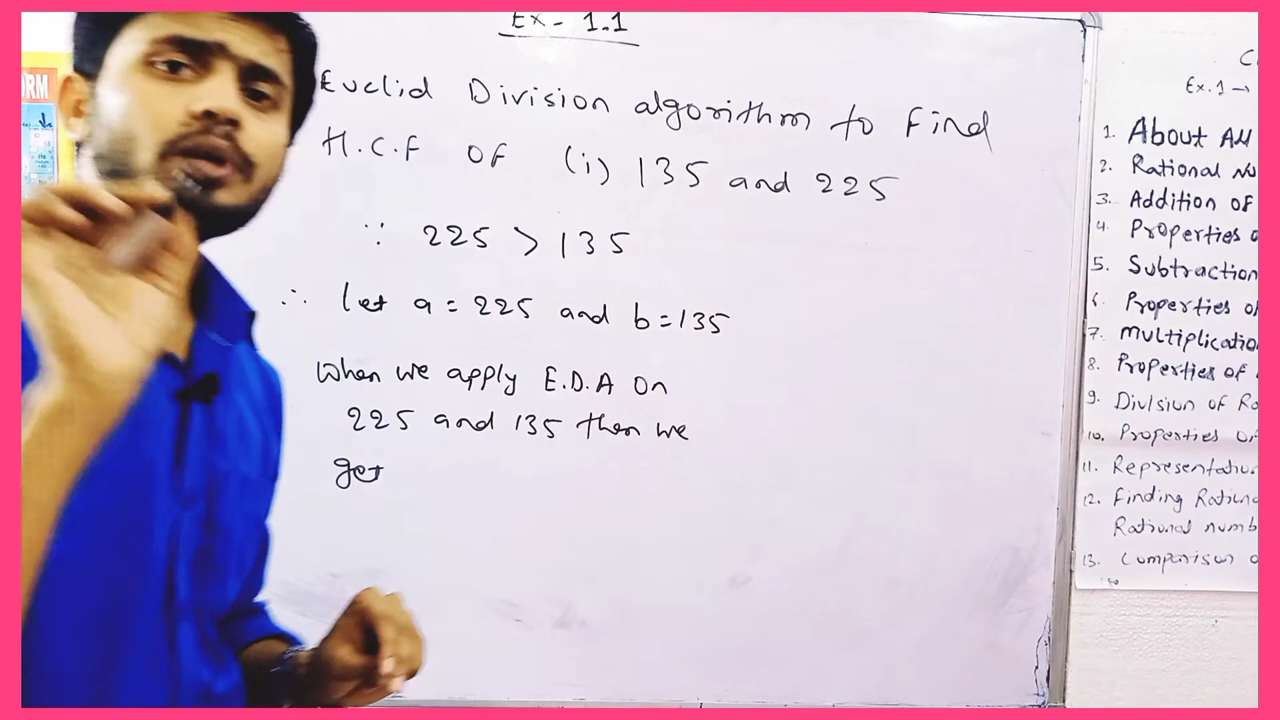 Ex - 1.1
Euclid Division algorithm to Find
H.C.F OF (i) 135 and 225
∵ 225 > 135
∴ let a = 225 and b = 135
When we apply E.D.A On
225 and 135 then we
get
RM
C
Ex. 1 →
1. About All
2. Rational Nu
3. Addition of
4. Properties o
5. Subtraction
6. Properties of
7. Multiplicatio
8. Properties of
9. Division of Ra
10. Properties of
11. Representation
12. Finding Rationa
Rational numb
13. Comparison o